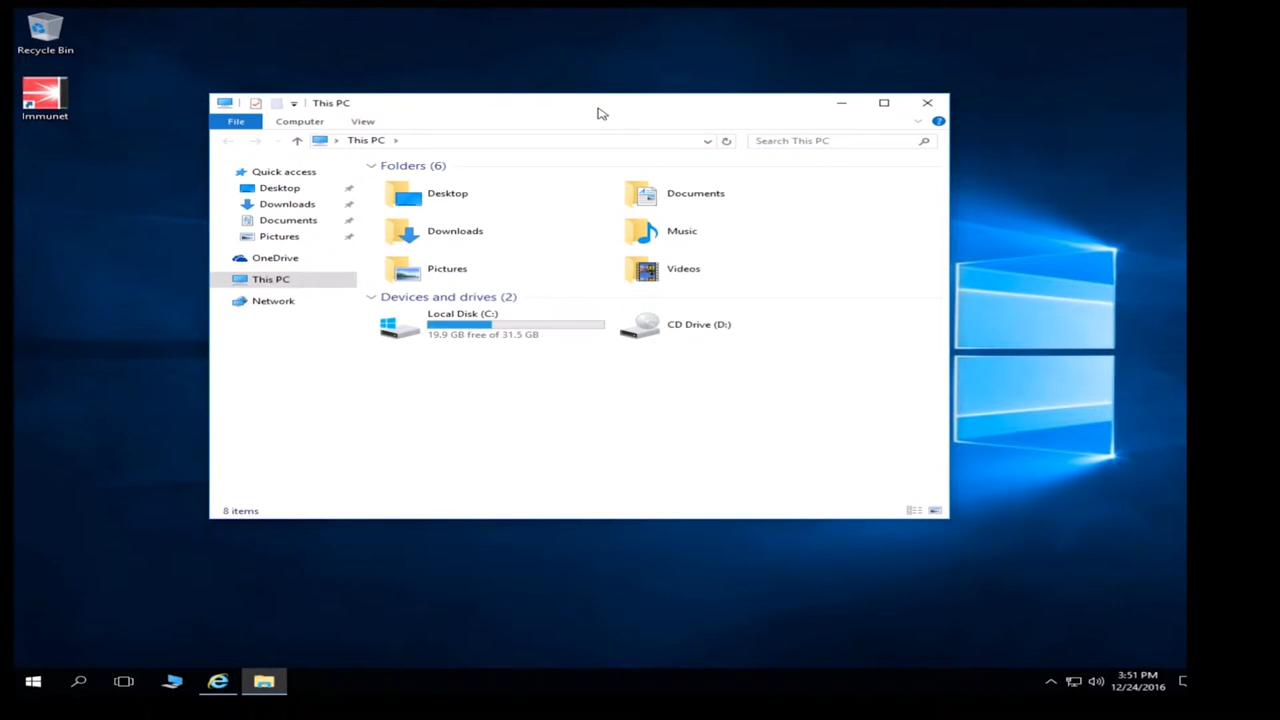 Recycle Bin
Immunet
This PC
File Computer View
This PC
Search This PC
Quick access
Desktop
Downloads
Documents
Pictures
OneDrive
This PC
Network
Folders (6)
Desktop
Documents
Downloads
Music
Pictures
Videos
Devices and drives (2)
Local Disk (C:)
19.9 GB free of 31.5 GB
CD Drive (D:)
8 items
3:51 PM
12/24/2016